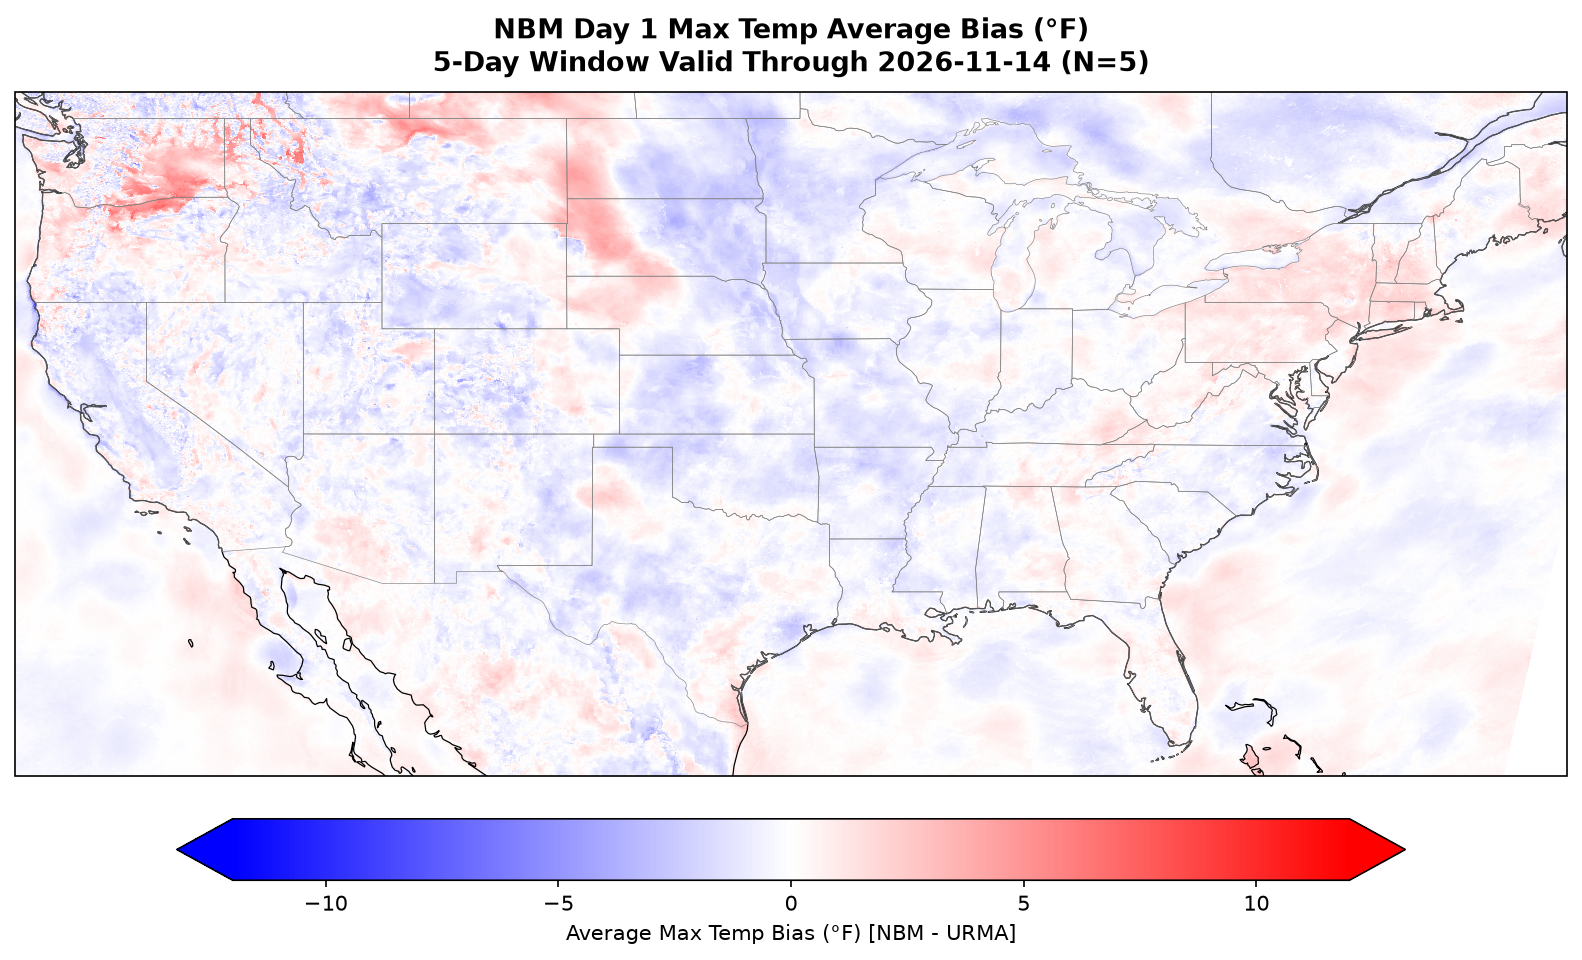 NBM Day 1 Max Temp Average Bias (°F)
5-Day Window Valid Through 2026-11-14 (N=5)
−10 −5 0 5 10
Average Max Temp Bias (°F) [NBM - URMA]